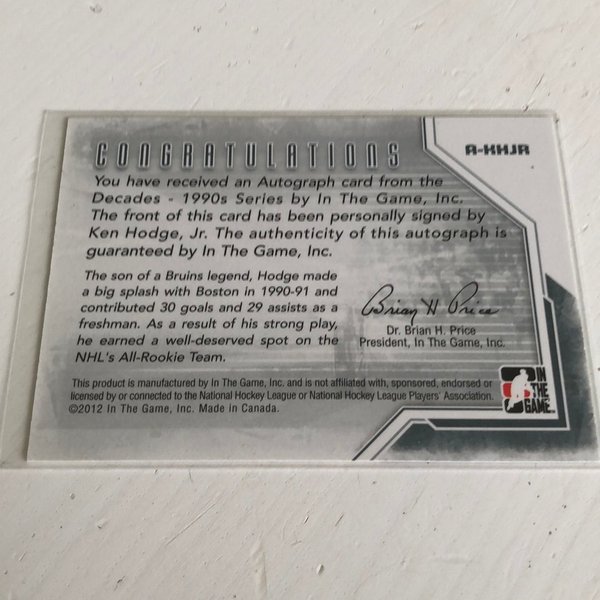 CONGRATULATIONS
A-KHJR
You have received an Autograph card from the
Decades - 1990s Series by In The Game, Inc.
The front of this card has been personally signed by
Ken Hodge, Jr. The authenticity of this autograph is
guaranteed by In The Game, Inc.
The son of a Bruins legend, Hodge made
a big splash with Boston in 1990-91 and
contributed 30 goals and 29 assists as a
freshman. As a result of his strong play,
he earned a well-deserved spot on the
NHL's All-Rookie Team.
Brian H Price
Dr. Brian H. Price
President, In The Game, Inc.
This product is manufactured by In The Game, Inc. and is not affiliated with, sponsored, endorsed or
licensed by or connected to the National Hockey League or National Hockey League Players' Association.
©2012 In The Game, Inc. Made in Canada.
IN
THE
GAME